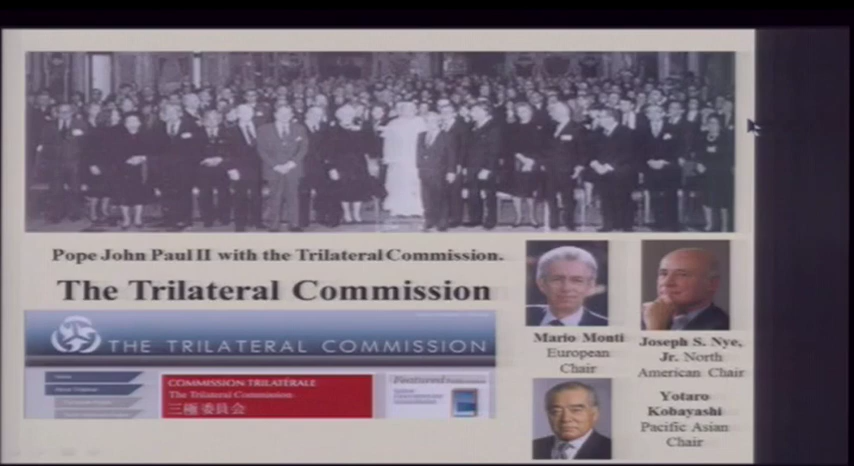 Pope John Paul II with the Trilateral Commission.
The Trilateral Commission
THE TRILATERAL COMMISSION
COMMISSION TRILATÉRALE
The Trilateral Commission
三極委員会
Featured
Mario Monti
European
Chair
Joseph S. Nye,
Jr. North
American Chair
Yotaro
Kobayashi
Pacific Asian
Chair